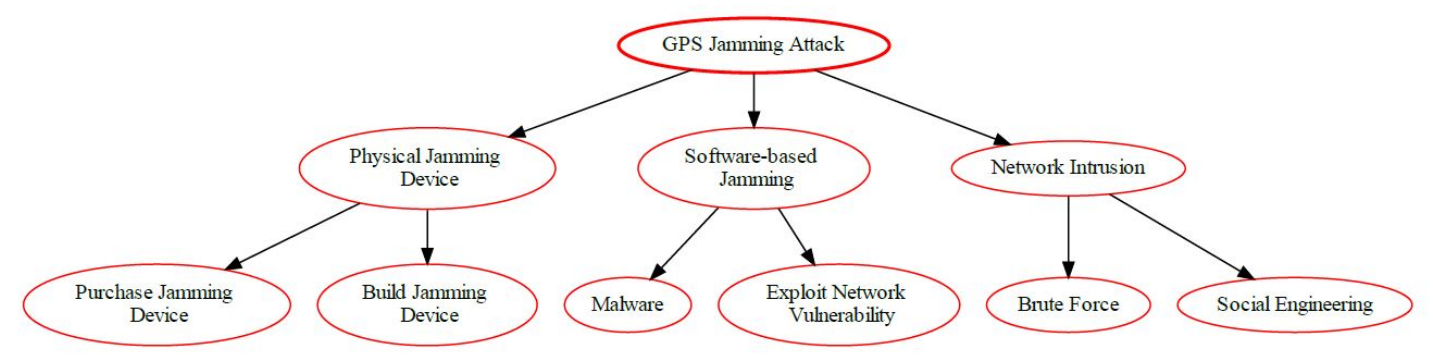 GPS Jamming Attack
Physical Jamming
Device
Software-based
Jamming
Network Intrusion
Purchase Jamming
Device
Build Jamming
Device
Malware
Exploit Network
Vulnerability
Brute Force
Social Engineering